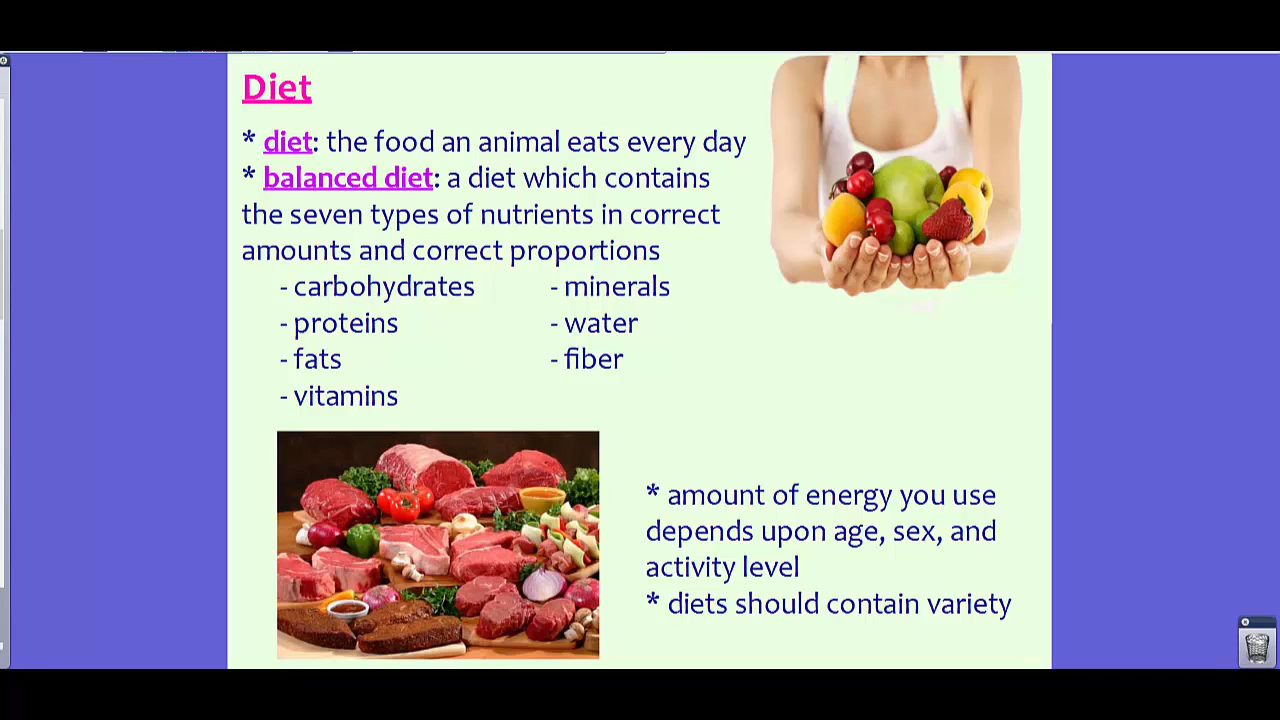 Diet
* diet: the food an animal eats every day
* balanced diet: a diet which contains
the seven types of nutrients in correct
amounts and correct proportions
- carbohydrates
- proteins
- fats
- vitamins
- minerals
- water
- fiber
* amount of energy you use
depends upon age, sex, and
activity level
* diets should contain variety